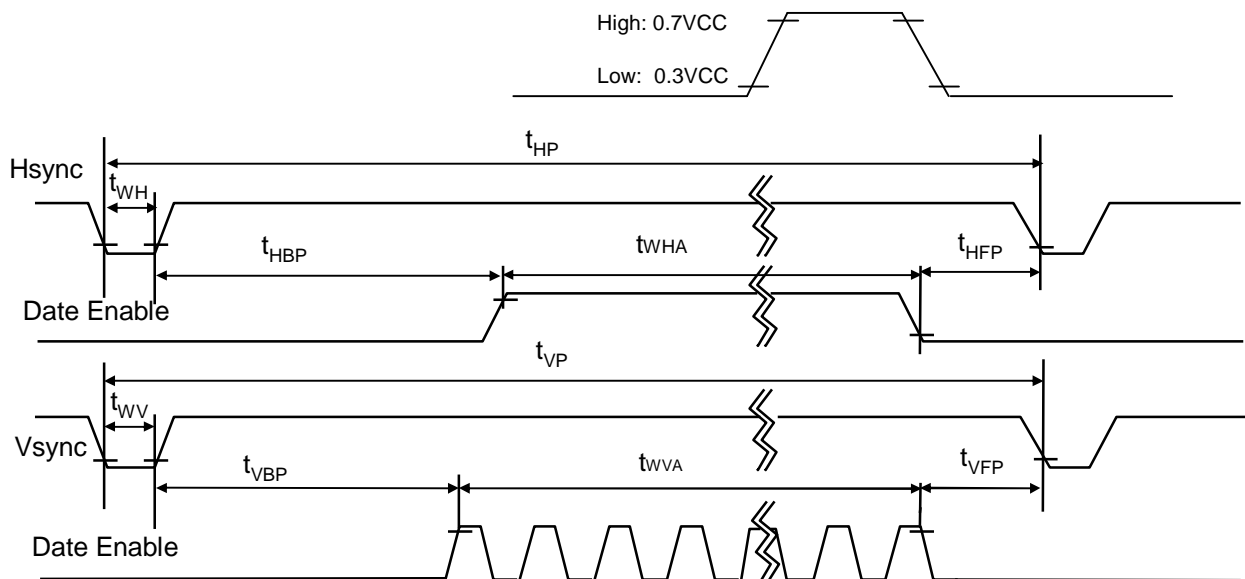 High: 0.7VCC
Low: 0.3VCC
tHP
Hsync
tWH
tHBP
tWHA
tHFP
Date Enable
tVP
tWV
Vsync
tVBP
tWVA
tVFP
Date Enable